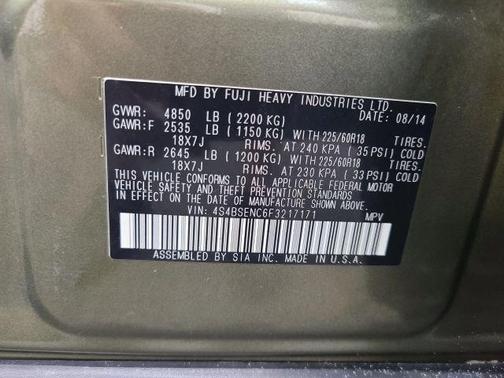 MFD BY FUJI HEAVY INDUSTRIES LTD.
GVWR: 4850 LB (2200 KG) DATE: 08/14
GAWR:F 2535 LB (1150 KG) WITH 225/60R18 TIRES.
18X7J RIMS. AT 240 KPA (35 PSI) COLD
GAWR:R 2645 LB (1200 KG) WITH 225/60R18 TIRES.
18X7J RIMS. AT 230 KPA (33 PSI) COLD
THIS VEHICLE CONFORMS TO ALL APPLICABLE FEDERAL MOTOR
VEHICLE SAFETY AND THEFT PREVENTION STANDARDS
IN EFFECT ON THE DATE OF MANUFACTURE SHOWN ABOVE.
VIN: 4S4BSENC6F3217171 MPV
ASSEMBLED BY SIA INC. MADE IN U.S.A.